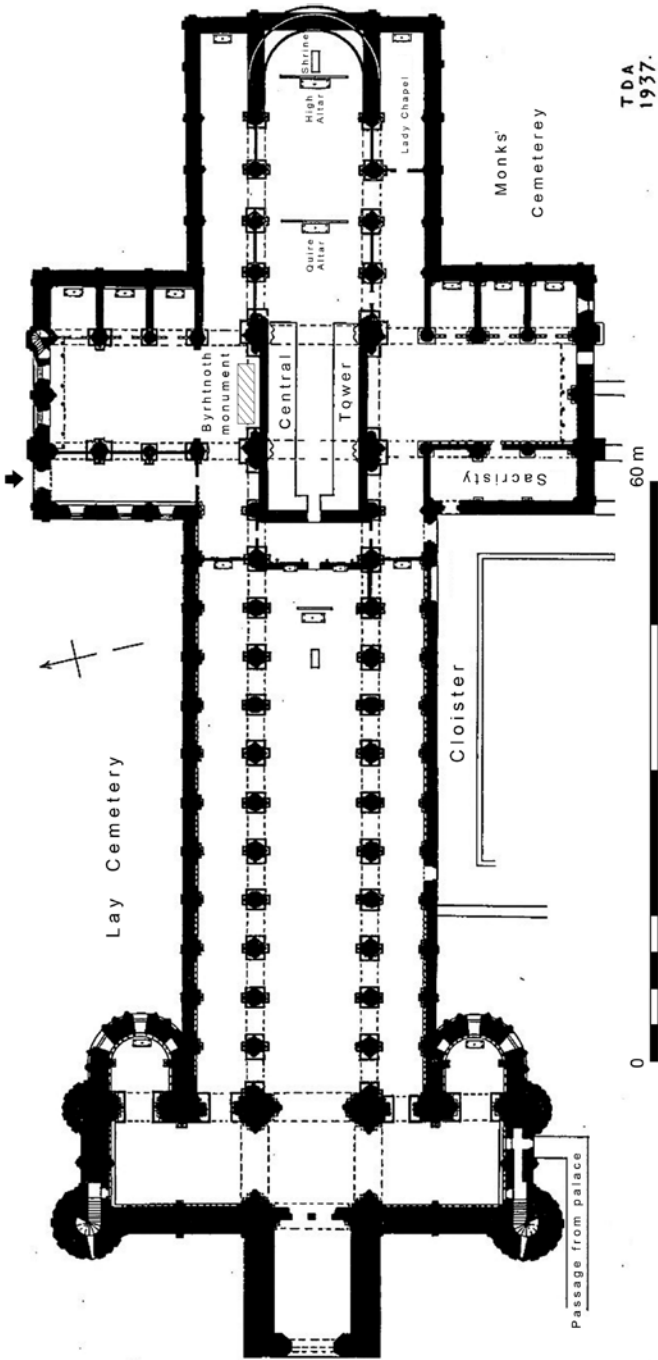 Shrine
High
Altar
Lady Chapel
Monks'
Cemeterey
TDA
1937.
Quire
Altar
Byrhtnoth
monument
Central
Tower
Sacristy
60 m
Cloister
Lay Cemetery
0
Passage from palace